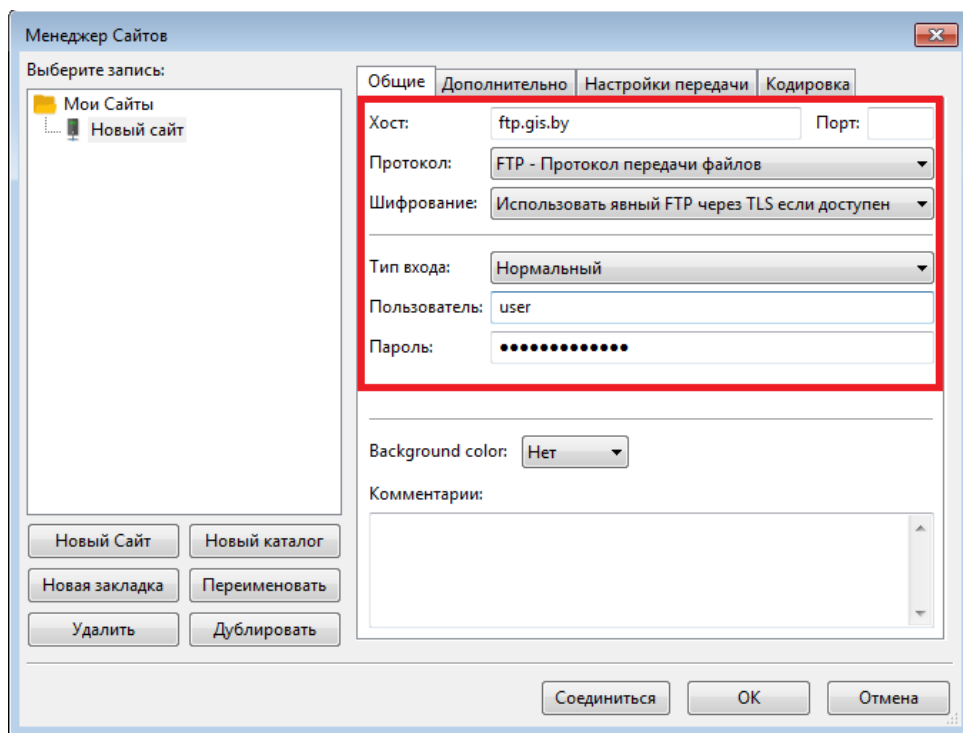 Менеджер Сайтов
Выберите запись:
Мои Сайты
Новый сайт
Новый Сайт Новый каталог
Новая закладка Переименовать
Удалить Дублировать
Общие Дополнительно Настройки передачи Кодировка
Хост: ftp.gis.by Порт:
Протокол: FTP - Протокол передачи файлов
Шифрование: Использовать явный FTP через TLS если доступен
Тип входа: Нормальный
Пользователь: user
Пароль: •••••••••••••
Background color: Нет
Комментарии:
Соединиться OK Отмена